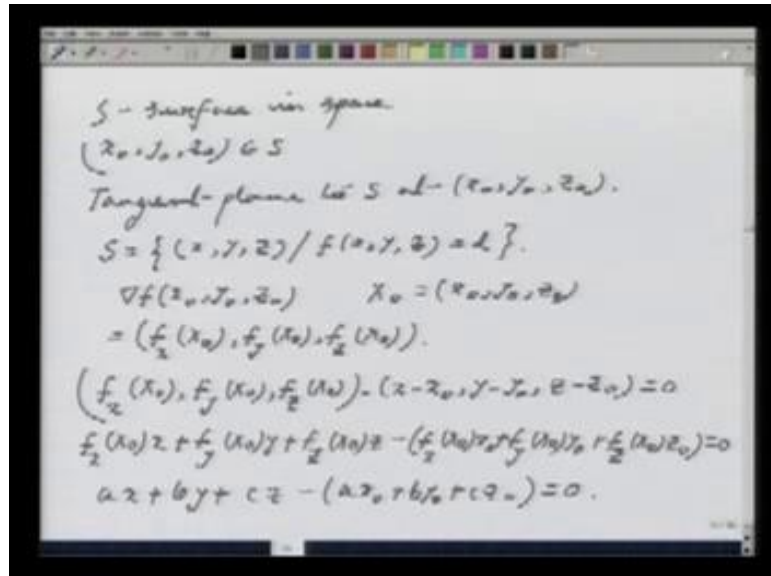 S - surface in space
(x₀, y₀, z₀) ∈ S
Tangent-plane to S at (x₀, y₀, z₀).
S = { (x, y, z) / f(x, y, z) = d }.
∇f(x₀, y₀, z₀) X₀ = (x₀, y₀, z₀)
= (f_x(X₀), f_y(X₀), f_z(X₀)).
(f_x(X₀), f_y(X₀), f_z(X₀)) · (x - x₀, y - y₀, z - z₀) = 0
f_x(X₀)x + f_y(X₀)y + f_z(X₀)z - (f_x(X₀)x₀ + f_y(X₀)y₀ + f_z(X₀)z₀) = 0
ax + by + cz - (ax₀ + by₀ + cz₀) = 0.